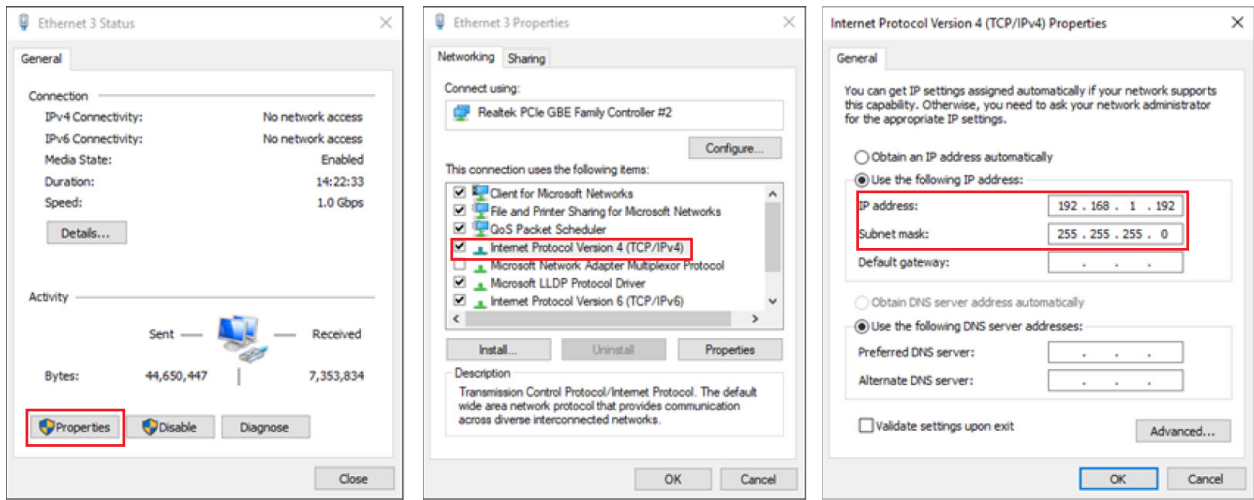 Ethernet 3 Status
General
Connection
IPv4 Connectivity: No network access
IPv6 Connectivity: No network access
Media State: Enabled
Duration: 14:22:33
Speed: 1.0 Gbps
Details...
Activity
Sent Received
Bytes: 44,650,447 7,353,834
Properties Disable Diagnose
Close
Ethernet 3 Properties
Networking Sharing
Connect using:
Realtek PCIe GBE Family Controller #2
Configure...
This connection uses the following items:
Client for Microsoft Networks
File and Printer Sharing for Microsoft Networks
QoS Packet Scheduler
Internet Protocol Version 4 (TCP/IPv4)
Microsoft Network Adapter Multiplexor Protocol
Microsoft LLDP Protocol Driver
Internet Protocol Version 6 (TCP/IPv6)
Install... Uninstall Properties
Description
Transmission Control Protocol/Internet Protocol. The default
wide area network protocol that provides communication
across diverse interconnected networks.
OK Cancel
Internet Protocol Version 4 (TCP/IPv4) Properties
General
You can get IP settings assigned automatically if your network supports
this capability. Otherwise, you need to ask your network administrator
for the appropriate IP settings.
Obtain an IP address automatically
Use the following IP address:
IP address: 192 . 168 . 1 . 192
Subnet mask: 255 . 255 . 255 . 0
Default gateway: . . .
Obtain DNS server address automatically
Use the following DNS server addresses:
Preferred DNS server: . . .
Alternate DNS server: . . .
Validate settings upon exit
Advanced...
OK Cancel